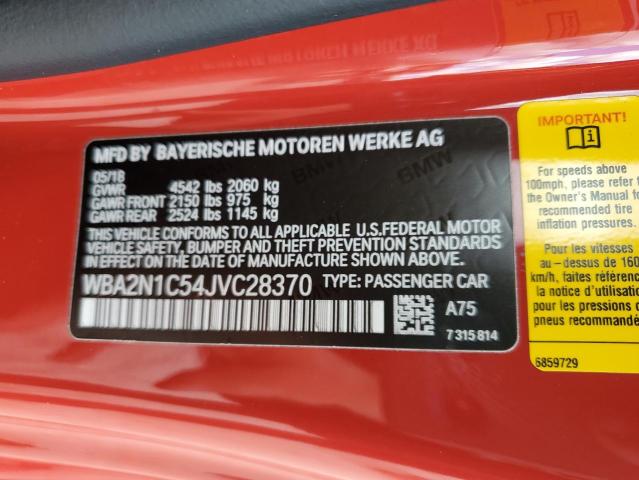 MFD BY BAYERISCHE MOTOREN WERKE AG
05/18
GVWR 4542 lbs 2060 kg
GAWR FRONT 2150 lbs 975 kg
GAWR REAR 2524 lbs 1145 kg
THIS VEHICLE CONFORMS TO ALL APPLICABLE U.S.FEDERAL MOTOR
VEHICLE SAFETY, BUMPER AND THEFT PREVENTION STANDARDS
IN EFFECT ON THE DATE OF MANUFACTURE SHOWN ABOVE.
WBA2N1C54JVC28370 TYPE: PASSENGER CAR
A75
7 315 814
IMPORTANT!
For speeds above
100mph, please refer to
the Owner's Manual for
recommended tire
inflation pressures.
Pour les vitesses
au - dessus de 160
km/h, faites référence
à la notice d'utilisation
pour les pressions de
pneus recommandé
6859729
BMW